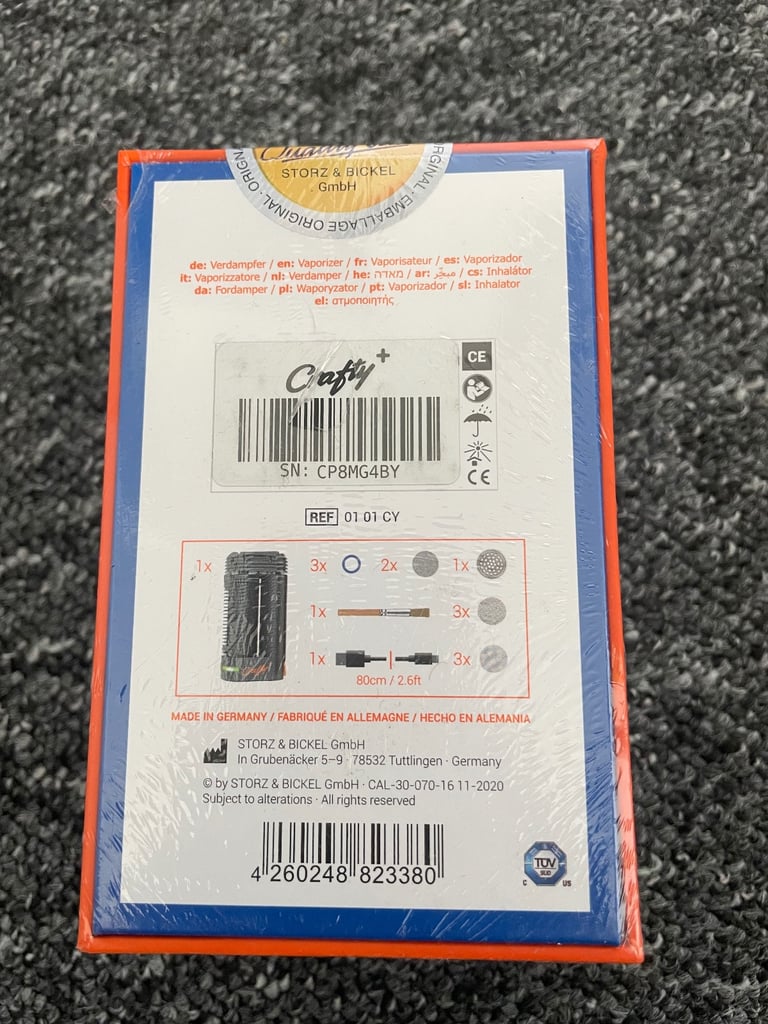 STORZ & BICKEL
GmbH
ORIGINAL · EMBALLAGE ORIGINAL
de: Verdampfer / en: Vaporizer / fr: Vaporisateur / es: Vaporizador
it: Vaporizzatore / nl: Verdamper / he: מאדה / ar: مبخّر / cs: Inhalátor
da: Fordamper / pl: Waporyzator / pt: Vaporizador / sl: Inhalator
el: ατμοποιητής
Crafty+
SN: CP8MG4BY
CE
CE
REF 01 01 CY
1x 3x 2x 1x
1x 3x
1x 3x
80cm / 2.6ft
MADE IN GERMANY / FABRIQUÉ EN ALLEMAGNE / HECHO EN ALEMANIA
STORZ & BICKEL GmbH
In Grubenäcker 5–9 · 78532 Tuttlingen · Germany
© by STORZ & BICKEL GmbH · CAL-30-070-16 11-2020
Subject to alterations · All rights reserved
4 260248 823380
TÜV
SÜD
C US